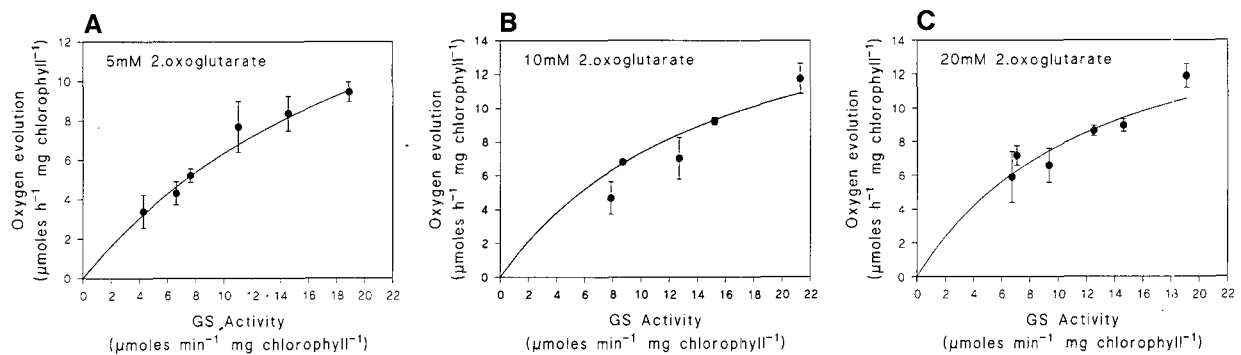 A
12
10
8
6
4
2
0
5mM 2.oxoglutarate
Oxygen evolution
(μmoles h⁻¹ mg chlorophyll⁻¹)
0 2 4 6 8 10 12 14 16 18 20 22
GS Activity
(μmoles min⁻¹ mg chlorophyll⁻¹)
B
14
12
10
8
6
4
2
0
10mM 2.oxoglutarate
Oxygen evolution
(μmoles h⁻¹ mg chlorophyll⁻¹)
0 2 4 6 8 10 12 14 16 18 20 22
GS Activity
(μmoles min⁻¹ mg chlorophyll⁻¹)
C
14
12
10
8
6
4
2
0
20mM 2.oxoglutarate
Oxygen evolution
(μmoles h⁻¹ mg chlorophyll⁻¹)
0 2 4 6 8 10 12 14 16 18 20 22
GS Activity
(μmoles min⁻¹ mg chlorophyll⁻¹)